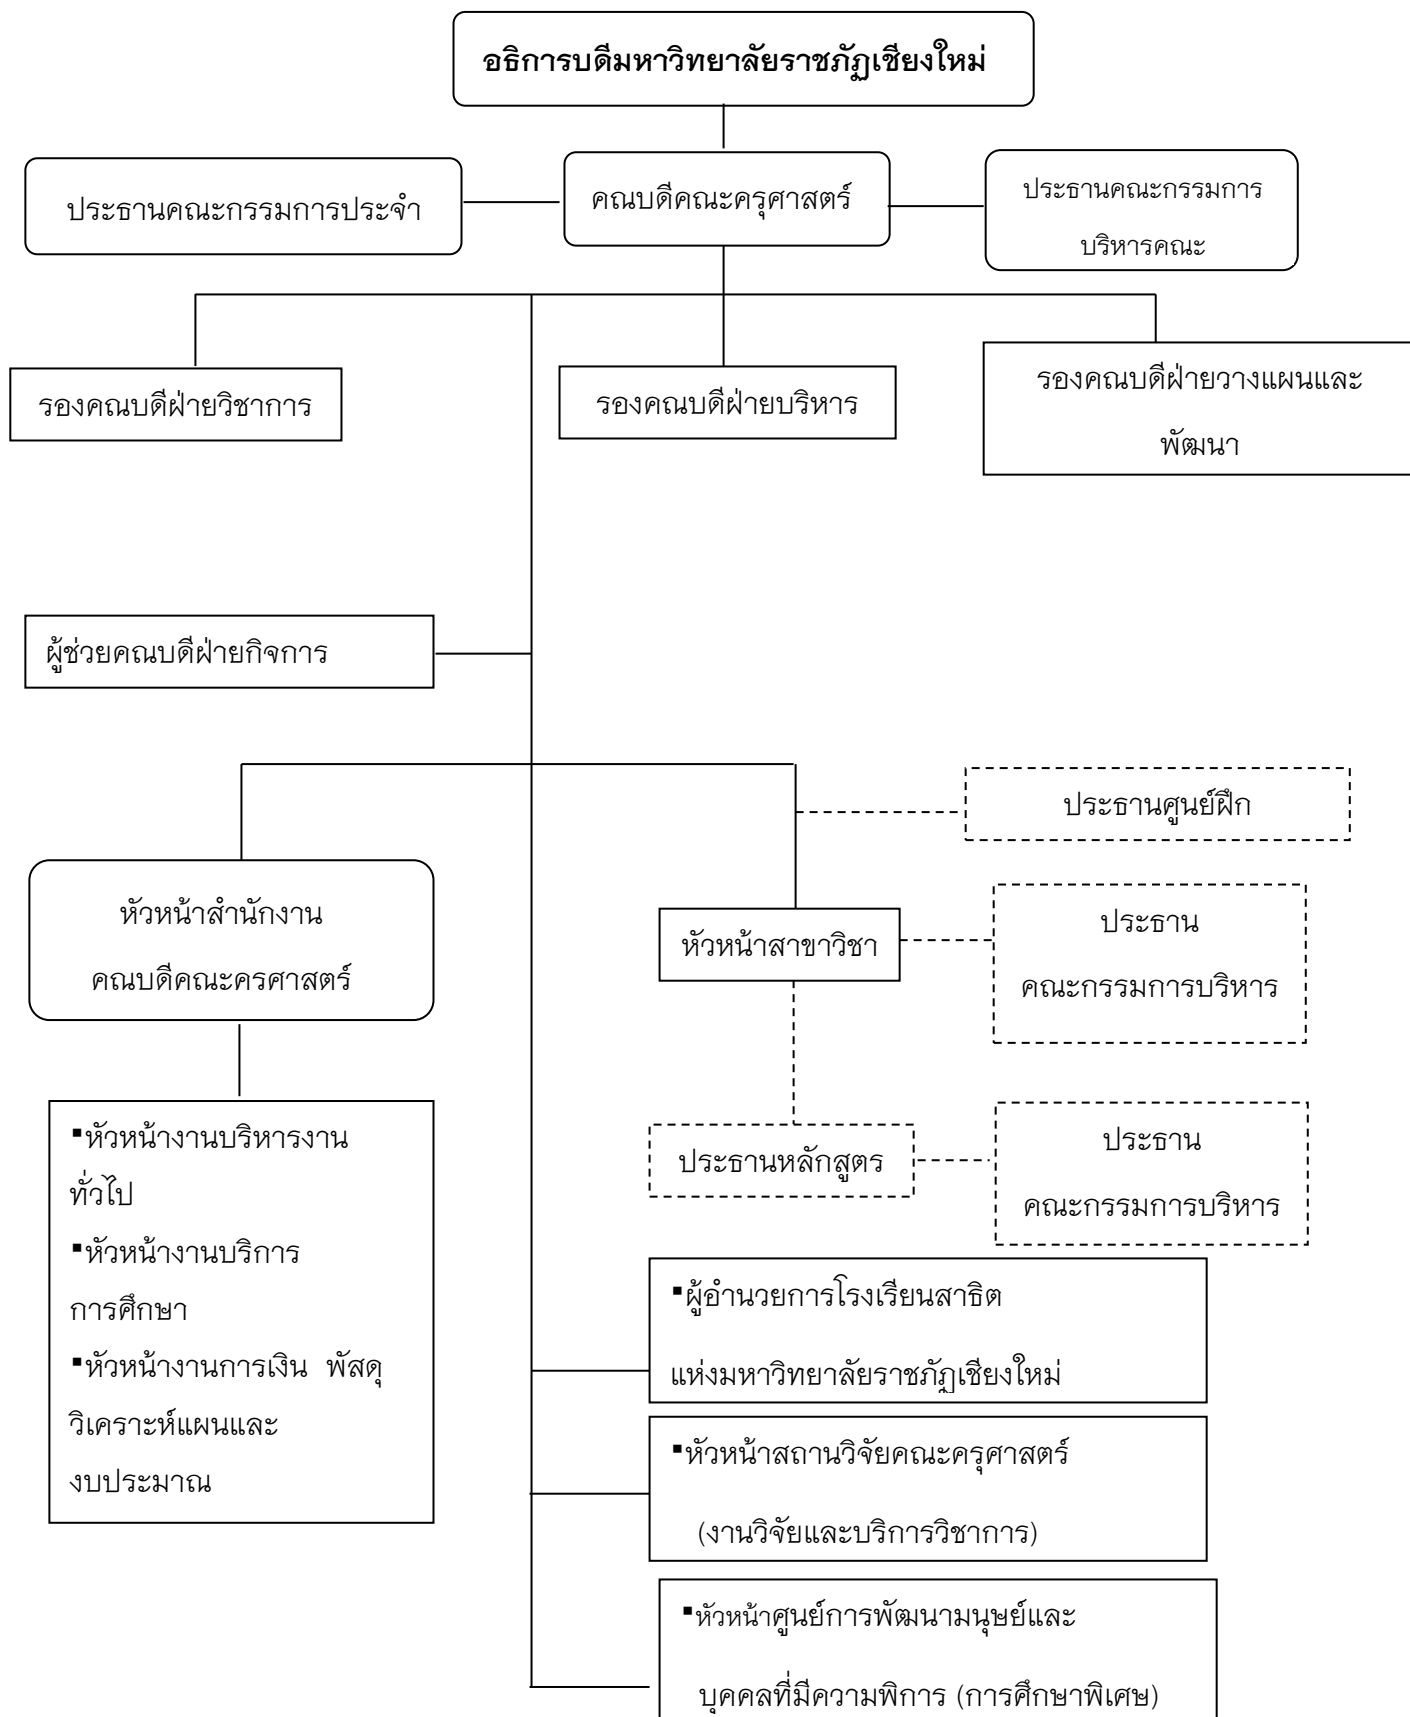 อธิการบดีมหาวิทยาลัยราชภัฏเชียงใหม่
ประธานคณะกรรมการประจำ
คณบดีคณะครุศาสตร์
ประธานคณะกรรมการ
บริหารคณะ
รองคณบดีฝ่ายวิชาการ
รองคณบดีฝ่ายบริหาร
รองคณบดีฝ่ายวางแผนและ
พัฒนา
ผู้ช่วยคณบดีฝ่ายกิจการ
ประธานศูนย์ฝึก
หัวหน้าสำนักงาน
คณบดีคณะครศาสตร์
หัวหน้าสาขาวิชา
ประธาน
คณะกรรมการบริหาร
▪หัวหน้างานบริหารงาน
ทั่วไป
▪หัวหน้างานบริการ
การศึกษา
▪หัวหน้างานการเงิน พัสดุ
วิเคราะห์แผนและ
งบประมาณ
ประธานหลักสูตร
ประธาน
คณะกรรมการบริหาร
▪ผู้อำนวยการโรงเรียนสาธิต
แห่งมหาวิทยาลัยราชภัฏเชียงใหม่
▪หัวหน้าสถานวิจัยคณะครุศาสตร์
(งานวิจัยและบริการวิชาการ)
▪หัวหน้าศูนย์การพัฒนามนุษย์และ
บุคคลที่มีความพิการ (การศึกษาพิเศษ)